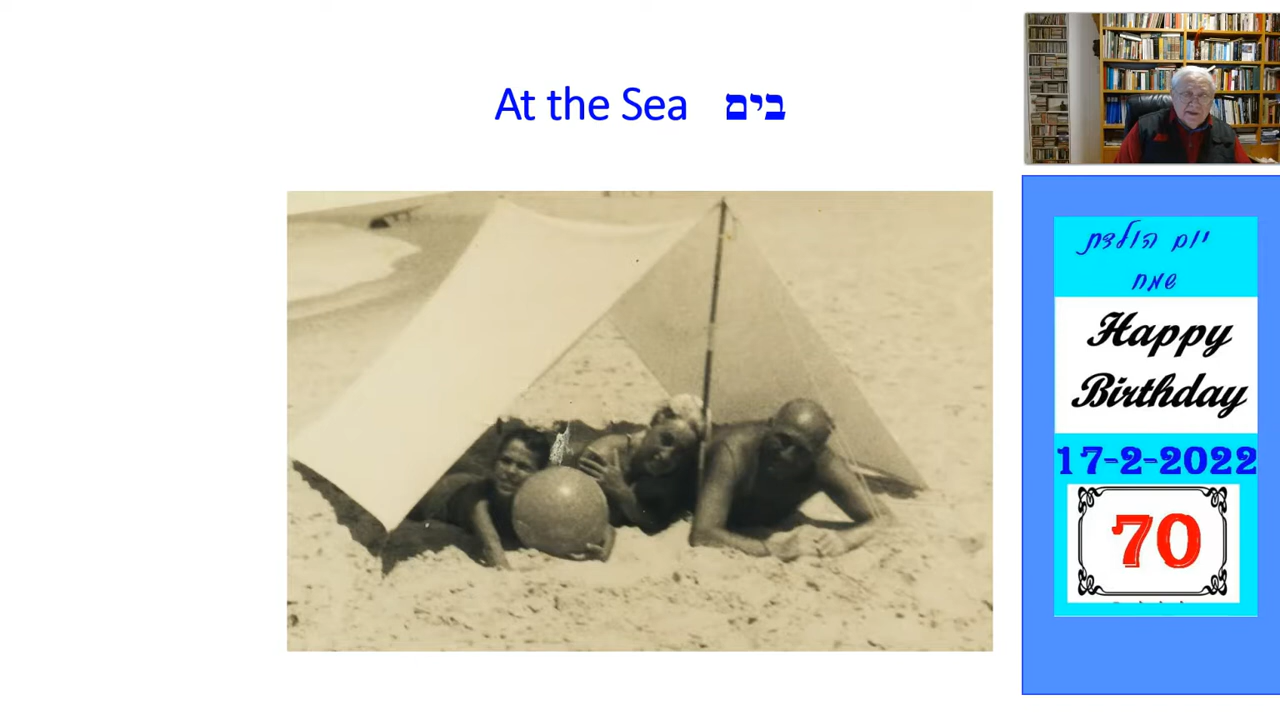 At the Sea בים
יום הולדת
שמח
Happy
Birthday
17-2-2022
70